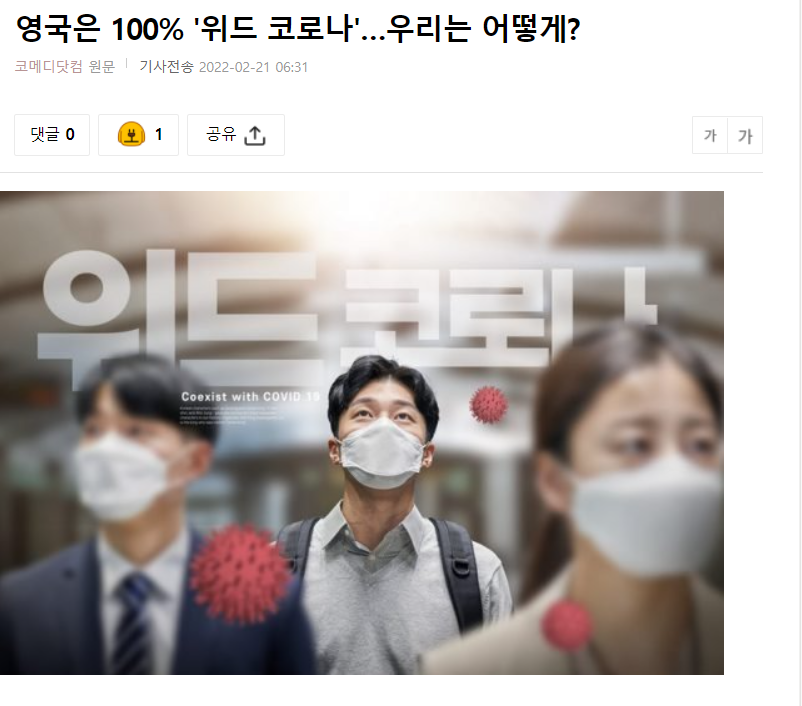 영국은 100% '위드 코로나'...우리는 어떻게?
코메디닷컴 원문 기사전송 2022-02-21 06:31
댓글 0 1 공유 가 가
위드 코로나
Coexist with COVID 19